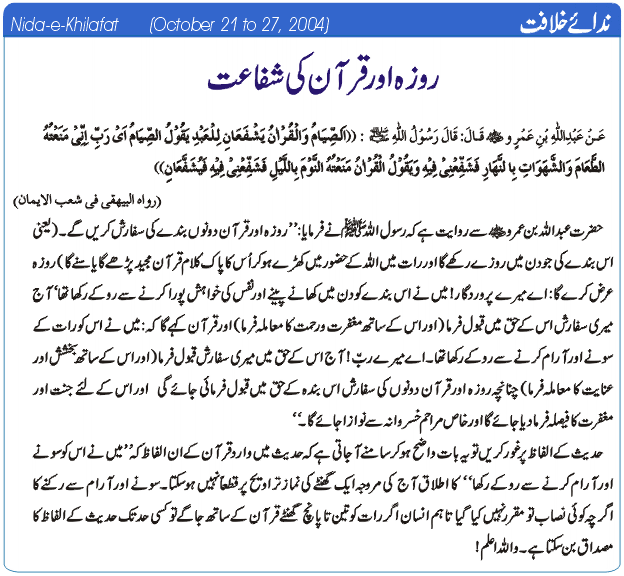 Nida-e-Khilafat (October 21 to 27, 2004) ندائے خلافت
روزہ اور قرآن کی شفاعت
عَنْ عَبْدِاللّٰهِ بْنِ عَمْرٍو ؓ قَالَ: قَالَ رَسُوْلُ اللّٰهِ ﷺ : ((اَلصِّيَامُ وَالْقُرْاٰنُ يَشْفَعَانِ لِلْعَبْدِ يَقُوْلُ الصِّيَامُ اَىْ رَبِّ اِنِّىْ مَنَعْتُهُ
الطَّعَامَ وَالشَّهَوَاتِ بِالنَّهَارِ فَشَفِّعْنِىْ فِيْهِ وَيَقُوْلُ الْقُرْاٰنُ مَنَعْتُهُ النَّوْمَ بِاللَّيْلِ فَشَفِّعْنِىْ فِيْهِ فَيُشَفَّعَانِ))
(رواه البيهقى فى شعب الايمان)
حضرت عبداللہ بن عمروؓ سے روایت ہے کہ رسول اللہ ﷺ نے فرمایا: ’’روزہ اور قرآن دونوں بندے کی سفارش کریں گے۔ (یعنی
اس بندے کی جو دن میں روزے رکھے گا اور رات میں اللہ کے حضور میں کھڑے ہو کر اُس کا پاک کلام قرآن مجید پڑھے گا یا سنے گا) روزہ
عرض کرے گا: اے میرے پروردگار! میں نے اس بندے کو دن میں کھانے پینے اور نفس کی خواہش پورا کرنے سے روکے رکھا تھا‘ آج
میری سفارش اس کے حق میں قبول فرما (اور اس کے ساتھ مغفرت و رحمت کا معاملہ فرما) اور قرآن کہے گا کہ: میں نے اس کو رات کے
سونے اور آرام کرنے سے روکے رکھا تھا۔ اے میرے ربّ! آج اس کے حق میں میری سفارش قبول فرما (اور اس کے ساتھ بخشش اور
عنایت کا معاملہ فرما) چنانچہ روزہ اور قرآن دونوں کی سفارش اس بندہ کے حق میں قبول فرمائی جائے گی اور اس کے لئے جنت اور
مغفرت کا فیصلہ فرما دیا جائے گا اور خاص مراحم خسروانہ سے نوازا جائے گا۔‘‘
حدیث کے الفاظ پر غور کریں تو یہ بات واضح ہو کر سامنے آ جاتی ہے کہ حدیث میں وارد قرآن کے ان الفاظ کہ ’’میں نے اس کو سونے
اور آرام کرنے سے روکے رکھا‘‘ کا اطلاق آج کی مروجہ ایک گھنٹے کی نماز تراویح پر قطعاً نہیں ہو سکتا۔ سونے اور آرام سے رکنے کا
اگرچہ کوئی نصاب تو مقرر نہیں کیا گیا تاہم انسان اگر رات کو تین تا پانچ گھنٹے قرآن کے ساتھ جاگے تو کسی حد تک حدیث کے الفاظ کا
مصداق بن سکتا ہے۔ واللہ اعلم!